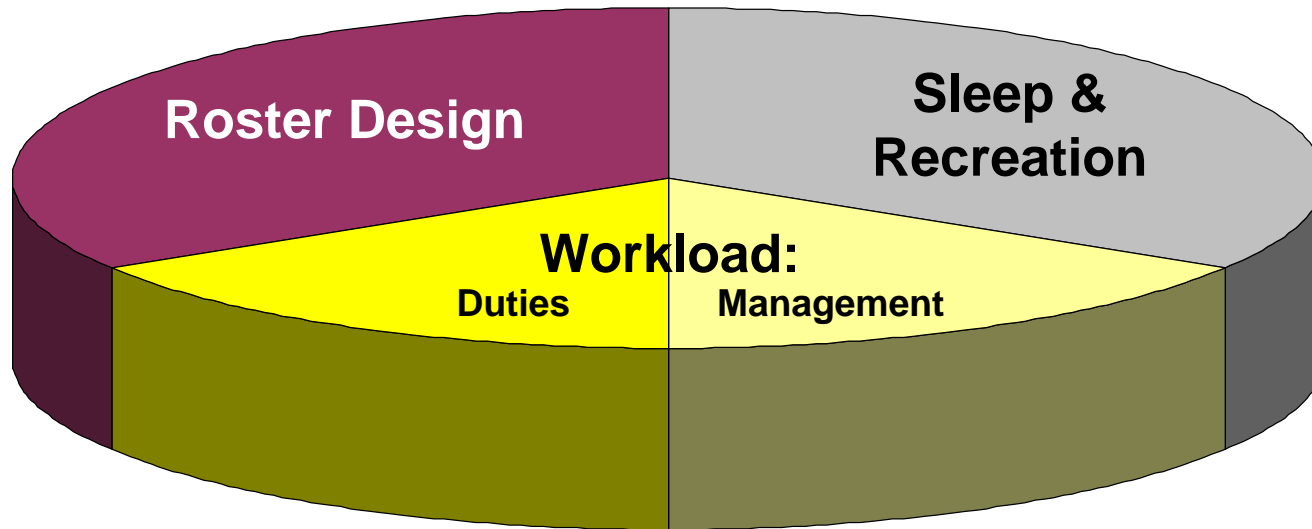 Roster Design
Sleep &
Recreation
Workload:
Duties
Management